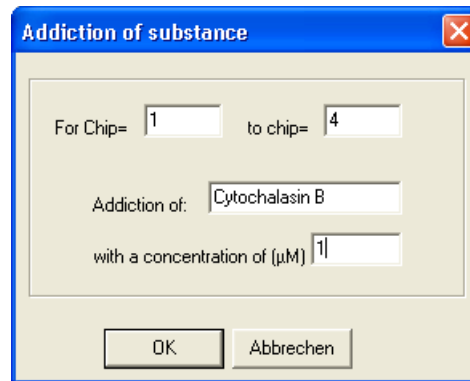 Addiction of substance
For Chip= 1 to chip= 4
Addiction of: Cytochalasin B
with a concentration of (µM) 1
OK Abbrechen